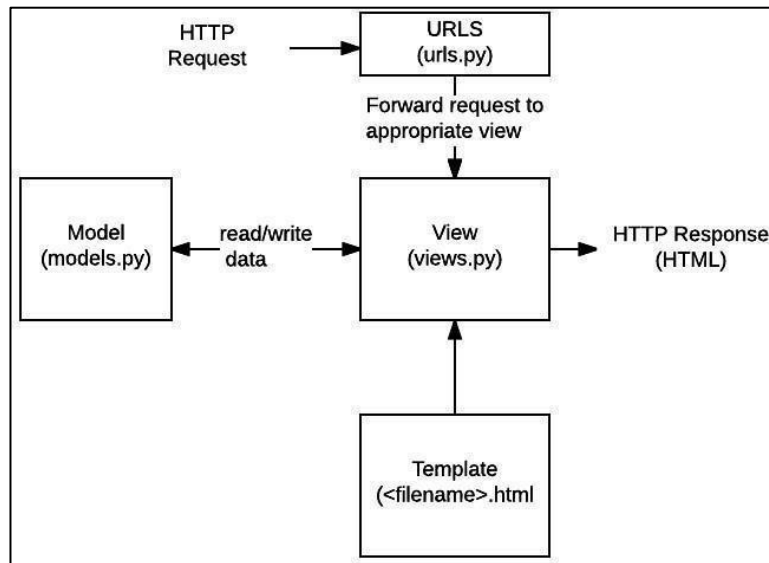 HTTP
Request
URLS
(urls.py)
Forward request to
appropriate view
Model
(models.py)
read/write
data
View
(views.py)
HTTP Response
(HTML)
Template
(<filename>.html